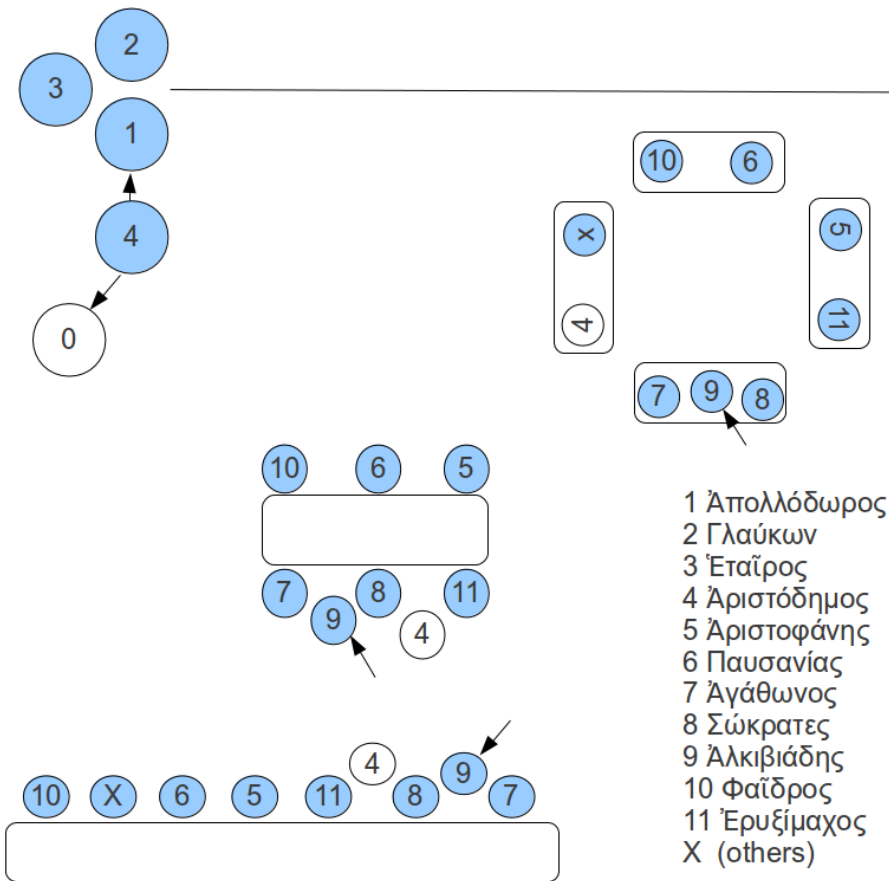 2
3
1
4
0
10 6
x 5
4 11
7 9 8
10 6 5
7 9 8 4 11
10 X 6 5 11 4 8 9 7
1 Ἀπολλόδωρος
2 Γλαύκων
3 Ἑταῖρος
4 Ἀριστόδημος
5 Ἀριστοφάνης
6 Παυσανίας
7 Ἀγάθωνος
8 Σώκρατες
9 Ἀλκιβιάδης
10 Φαῖδρος
11 Ἐρυξίμαχος
X (others)